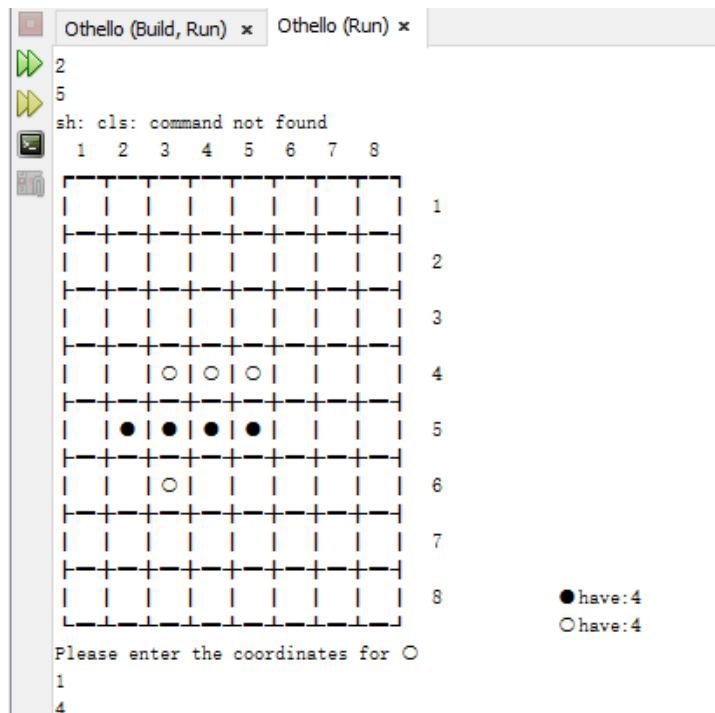 Othello (Build, Run) × Othello (Run) ×
2
5
sh: cls: command not found
1 2 3 4 5 6 7 8
1
2
3
○ ○ ○ 4
● ● ● ● 5
○ 6
7
8 ●have:4
○have:4
Please enter the coordinates for ○
1
4